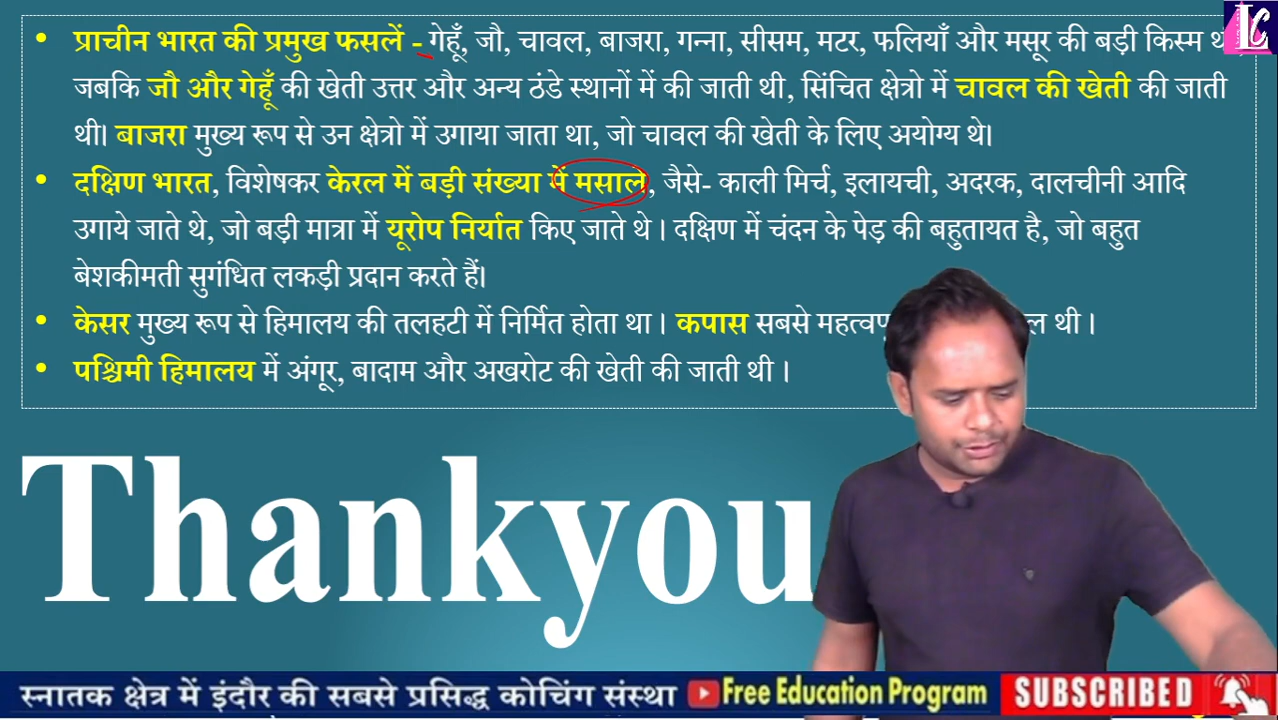 • प्राचीन भारत की प्रमुख फसलें - गेहूँ, जौ, चावल, बाजरा, गन्ना, सीसम, मटर, फलियाँ और मसूर की बड़ी किस्म
जबकि जौ और गेहूँ की खेती उत्तर और अन्य ठंडे स्थानों में की जाती थी, सिंचित क्षेत्रो में चावल की खेती की जाती
थी। बाजरा मुख्य रूप से उन क्षेत्रो में उगाया जाता था, जो चावल की खेती के लिए अयोग्य थे।
• दक्षिण भारत, विशेषकर केरल में बड़ी संख्या में मसाले, जैसे- काली मिर्च, इलायची, अदरक, दालचीनी आदि
उगाये जाते थे, जो बड़ी मात्रा में यूरोप निर्यात किए जाते थे । दक्षिण में चंदन के पेड़ की बहुतायत है, जो बहुत
बेशकीमती सुगंधित लकड़ी प्रदान करते हैं।
• केसर मुख्य रूप से हिमालय की तलहटी में निर्मित होता था । कपास सबसे थी ।
• पश्चिमी हिमालय में अंगूर, बादाम और अखरोट की खेती की जाती थी ।
Thankyou
स्नातक क्षेत्र में इंदौर की सबसे प्रसिद्ध कोचिंग संस्था Free Education Program SUBSCRIBED